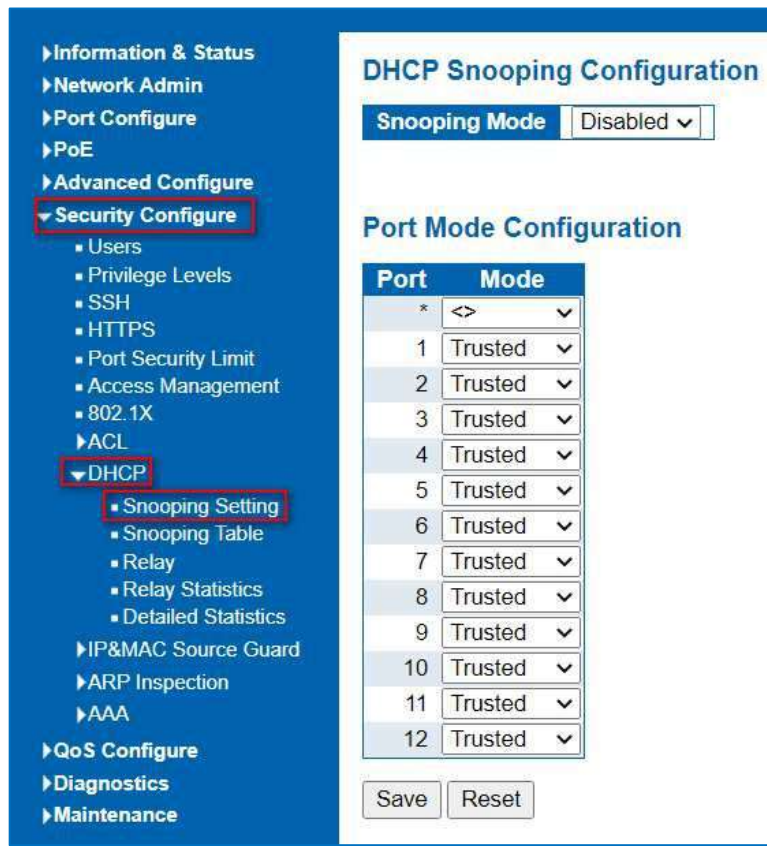 Information & Status
Network Admin
Port Configure
PoE
Advanced Configure
Security Configure
Users
Privilege Levels
SSH
HTTPS
Port Security Limit
Access Management
802.1X
ACL
DHCP
Snooping Setting
Snooping Table
Relay
Relay Statistics
Detailed Statistics
IP&MAC Source Guard
ARP Inspection
AAA
QoS Configure
Diagnostics
Maintenance
DHCP Snooping Configuration
Snooping Mode Disabled
Port Mode Configuration
Port Mode
* <>
1 Trusted
2 Trusted
3 Trusted
4 Trusted
5 Trusted
6 Trusted
7 Trusted
8 Trusted
9 Trusted
10 Trusted
11 Trusted
12 Trusted
Save Reset